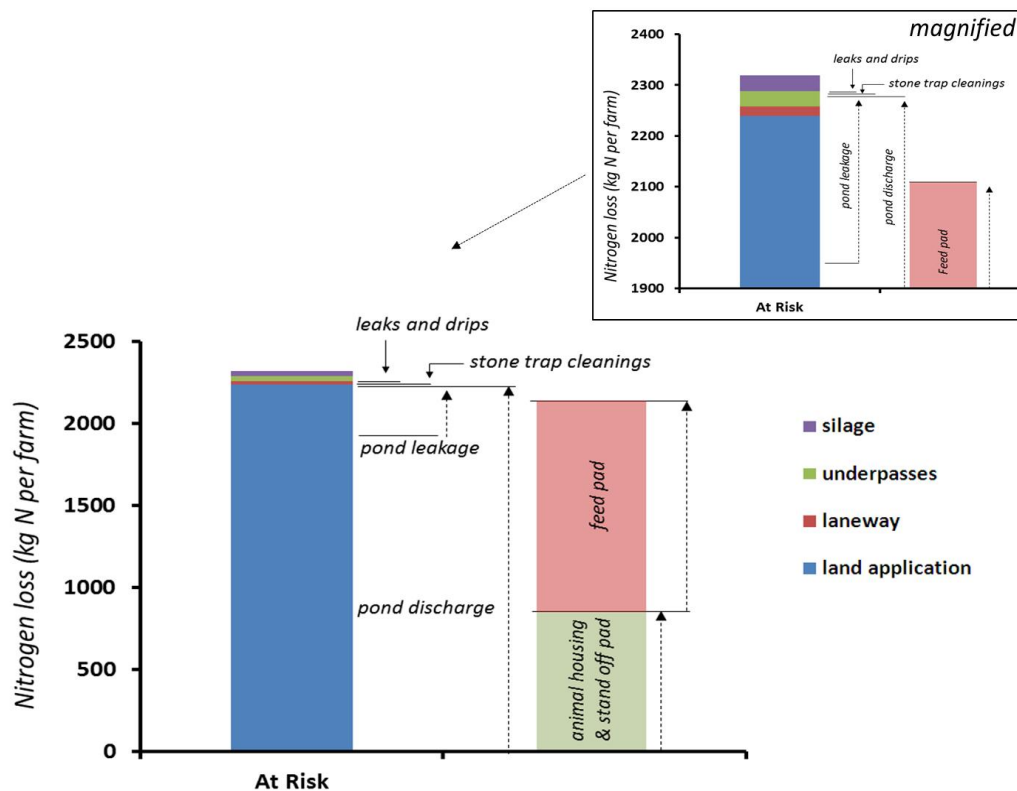 magnified
Nitrogen loss (kg N per farm)
2400
2300
2200
2100
2000
1900
leaks and drips
stone trap cleanings
pond leakage
pond discharge
Feed pad
At Risk
Nitrogen loss (kg N per farm)
2500
2000
1500
1000
500
0
leaks and drips
stone trap cleanings
pond leakage
pond discharge
feed pad
animal housing
& stand off pad
At Risk
silage
underpasses
laneway
land application